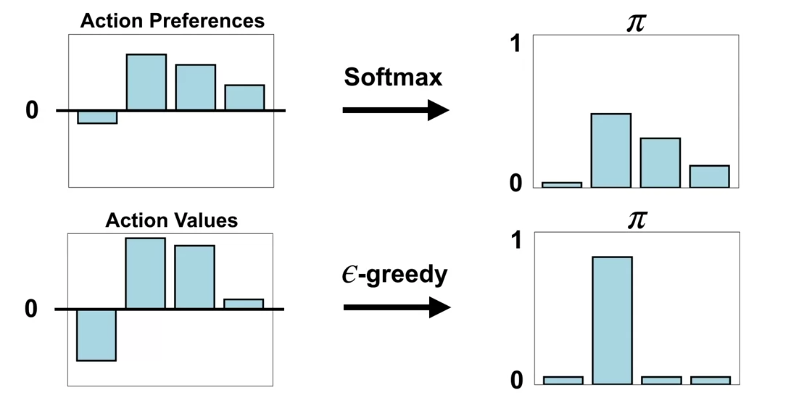 Action Preferences
0
Softmax
π
1
0
Action Values
0
ϵ-greedy
π
1
0